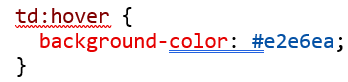 td:hover {
background-color: #e2e6ea;
}